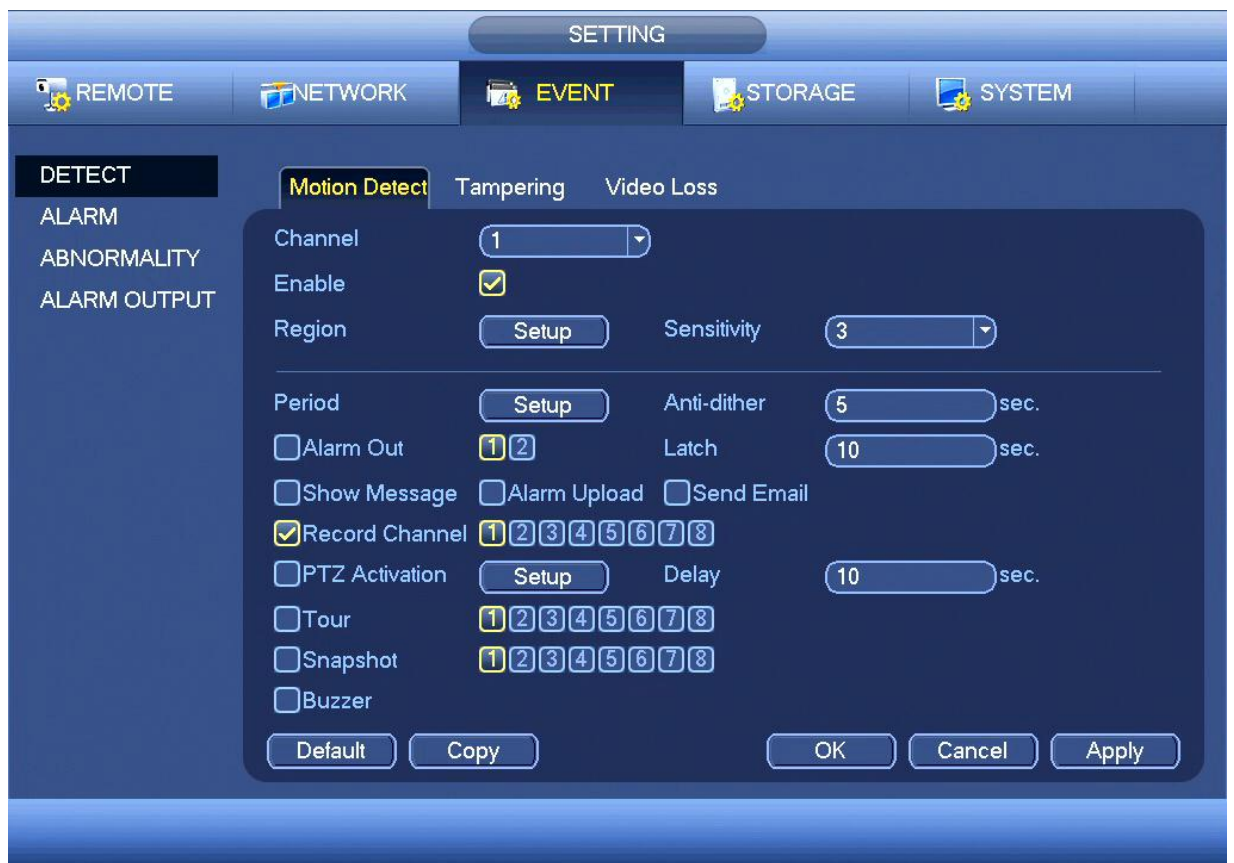 SETTING
REMOTE NETWORK EVENT STORAGE SYSTEM
DETECT
ALARM
ABNORMALITY
ALARM OUTPUT
Motion Detect Tampering Video Loss
Channel 1
Enable
Region Setup Sensitivity 3
Period Setup Anti-dither 5 sec.
Alarm Out 1 2 Latch 10 sec.
Show Message Alarm Upload Send Email
Record Channel 1 2 3 4 5 6 7 8
PTZ Activation Setup Delay 10 sec.
Tour 1 2 3 4 5 6 7 8
Snapshot 1 2 3 4 5 6 7 8
Buzzer
Default Copy OK Cancel Apply